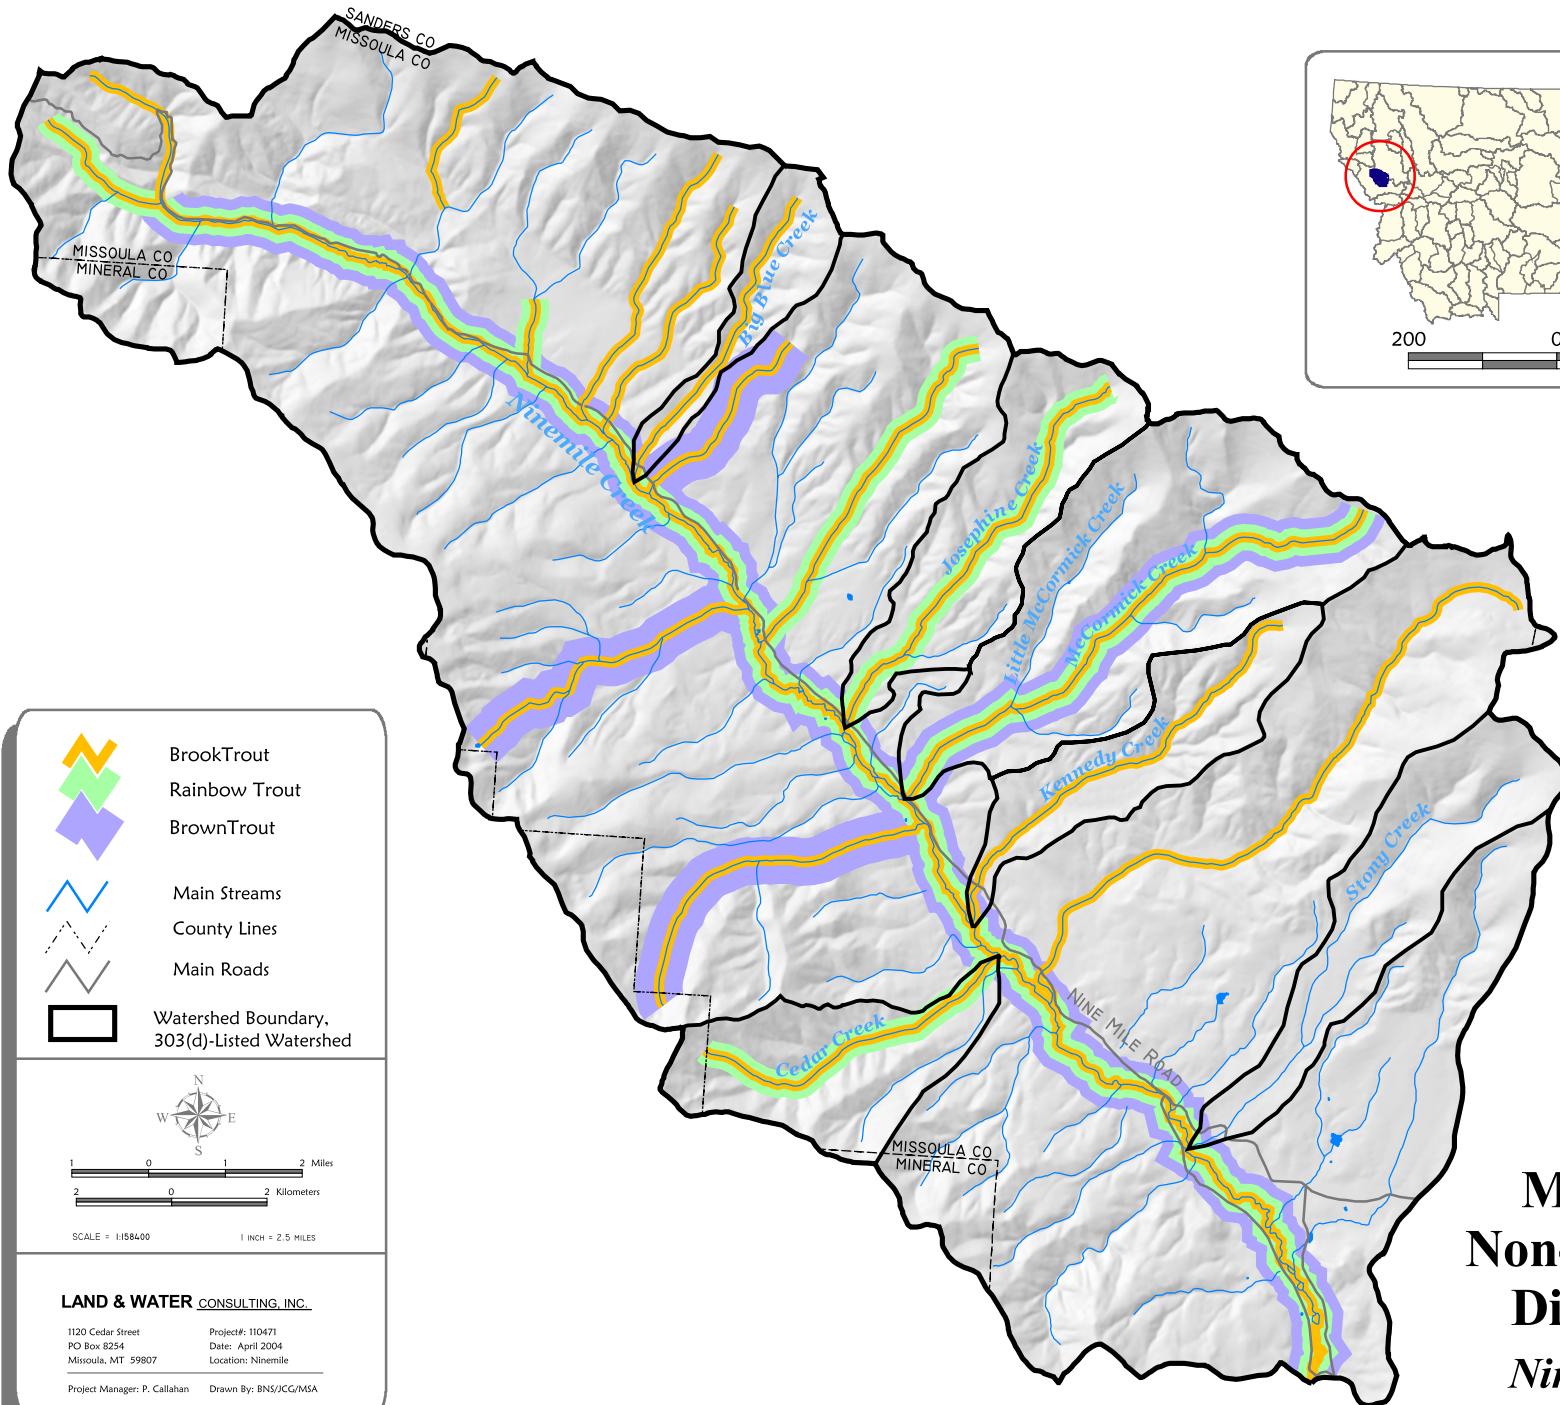 SANDERS CO
MISSOULA CO
MISSOULA CO
MINERAL CO
Big Blue Creek
Ninemile Creek
Josephine Creek
Little McCormick Creek
McCormick Creek
Kennedy Creek
Stony Creek
Cedar Creek
NINE MILE ROAD
MISSOULA CO
MINERAL CO
200 0
BrookTrout
Rainbow Trout
BrownTrout
Main Streams
County Lines
Main Roads
Watershed Boundary,
303(d)-Listed Watershed
N
W E
S
1 0 1 2 Miles
2 0 2 Kilometers
SCALE = 1:158400 1 INCH = 2.5 MILES
LAND & WATER CONSULTING, INC.
1120 Cedar Street Project#: 110471
PO Box 8254 Date: April 2004
Missoula, MT 59807 Location: Ninemile
Project Manager: P. Callahan Drawn By: BNS/JCG/MSA
M
Non-
Di
Nin